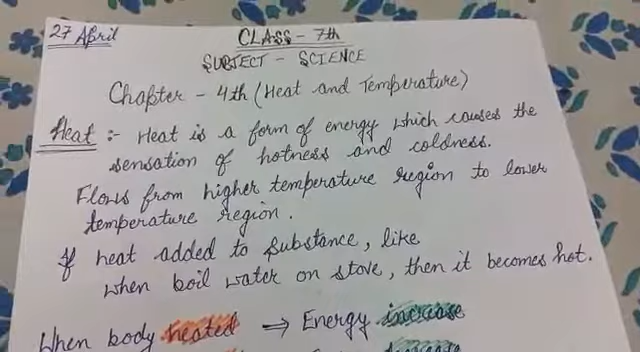 27 April
CLASS - 7th
SUBJECT - SCIENCE
Chapter - 4th (Heat and Temperature)
Heat :- Heat is a form of energy which causes the
sensation of hotness and coldness.
Flows from higher temperature region to lower
temperature region.
If heat added to substance, like
when boil water on stove, then it becomes hot.
When body heated ⇒ Energy increase
decrease